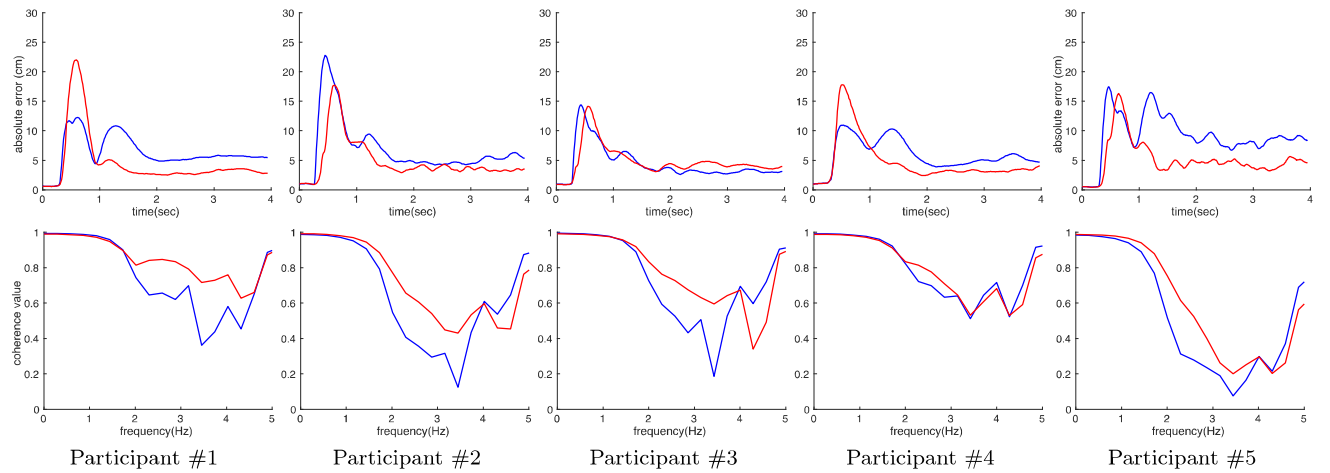 absolute error (cm)
30
25
20
15
10
5
0
0 1 2 3 4
time(sec)
30
25
20
15
10
5
0
0 1 2 3 4
time(sec)
30
25
20
15
10
5
0
0 1 2 3 4
time(sec)
30
25
20
15
10
5
0
0 1 2 3 4
time(sec)
absolute error (cm)
30
25
20
15
10
5
0
0 1 2 3 4
time(sec)
coherence value
1
0.8
0.6
0.4
0.2
0
0 1 2 3 4 5
frequency(Hz)
1
0.8
0.6
0.4
0.2
0
0 1 2 3 4 5
frequency(Hz)
1
0.8
0.6
0.4
0.2
0
0 1 2 3 4 5
frequency(Hz)
1
0.8
0.6
0.4
0.2
0
0 1 2 3 4 5
frequency(Hz)
1
0.8
0.6
0.4
0.2
0
0 1 2 3 4 5
frequency(Hz)
Participant #1
Participant #2
Participant #3
Participant #4
Participant #5